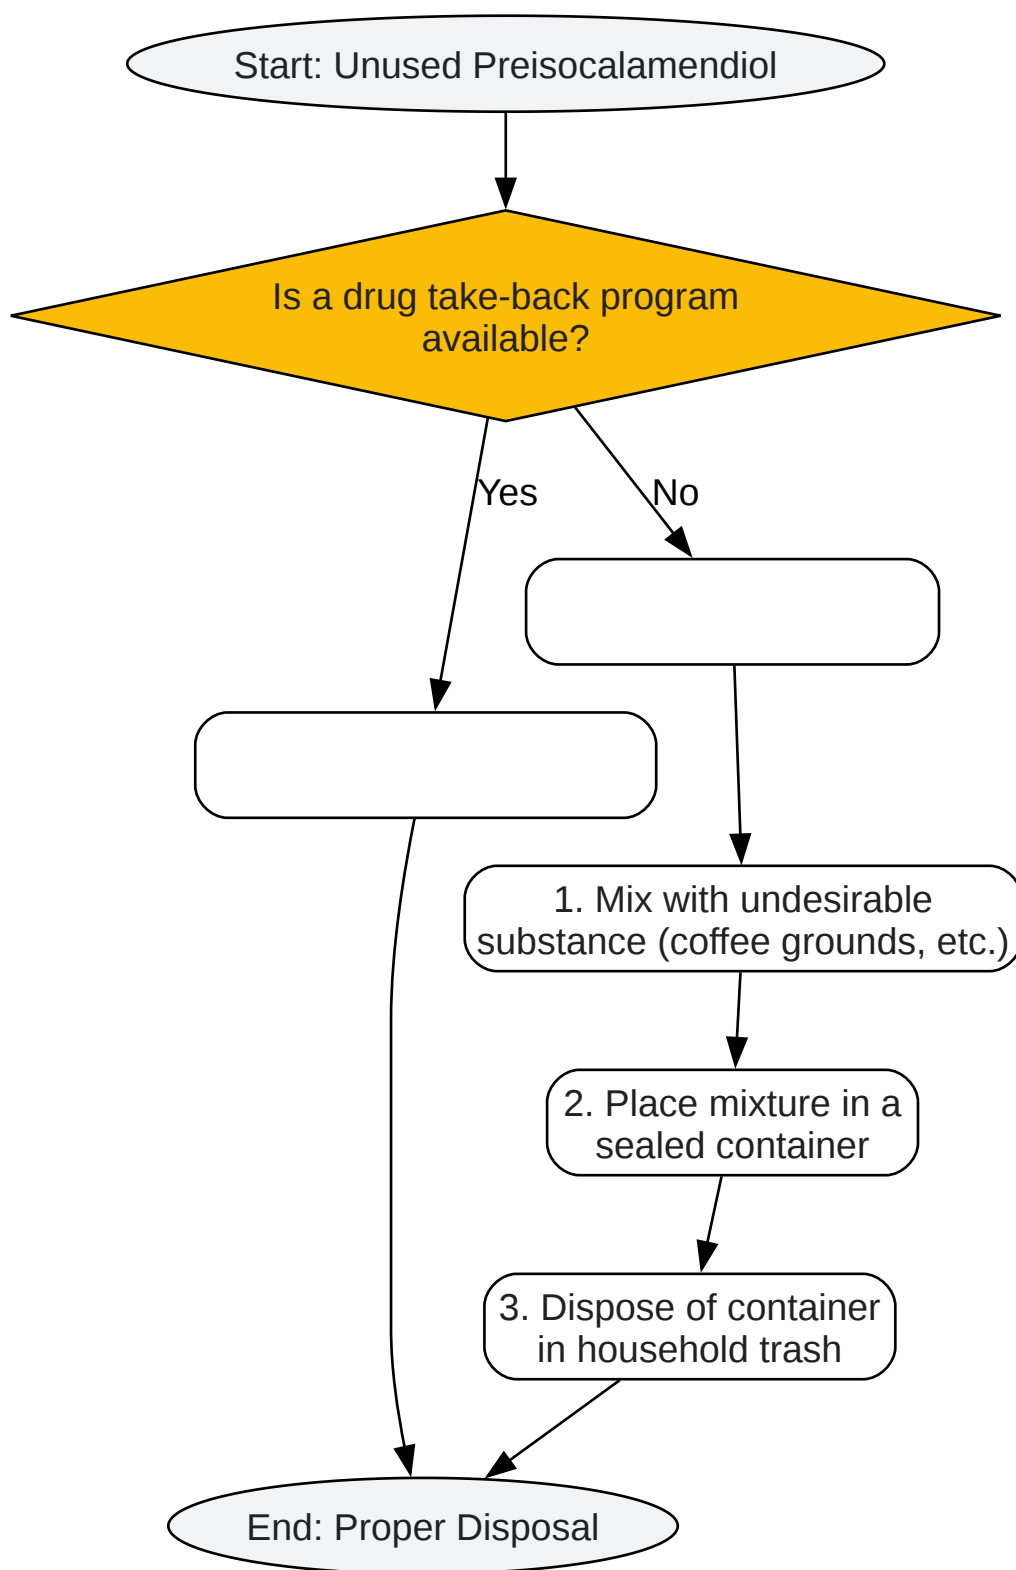 Start: Unused Preisocalamendiol
Is a drug take-back program
available?
Yes
No
1. Mix with undesirable
substance (coffee grounds, etc.)
2. Place mixture in a
sealed container
3. Dispose of container
in household trash
End: Proper Disposal